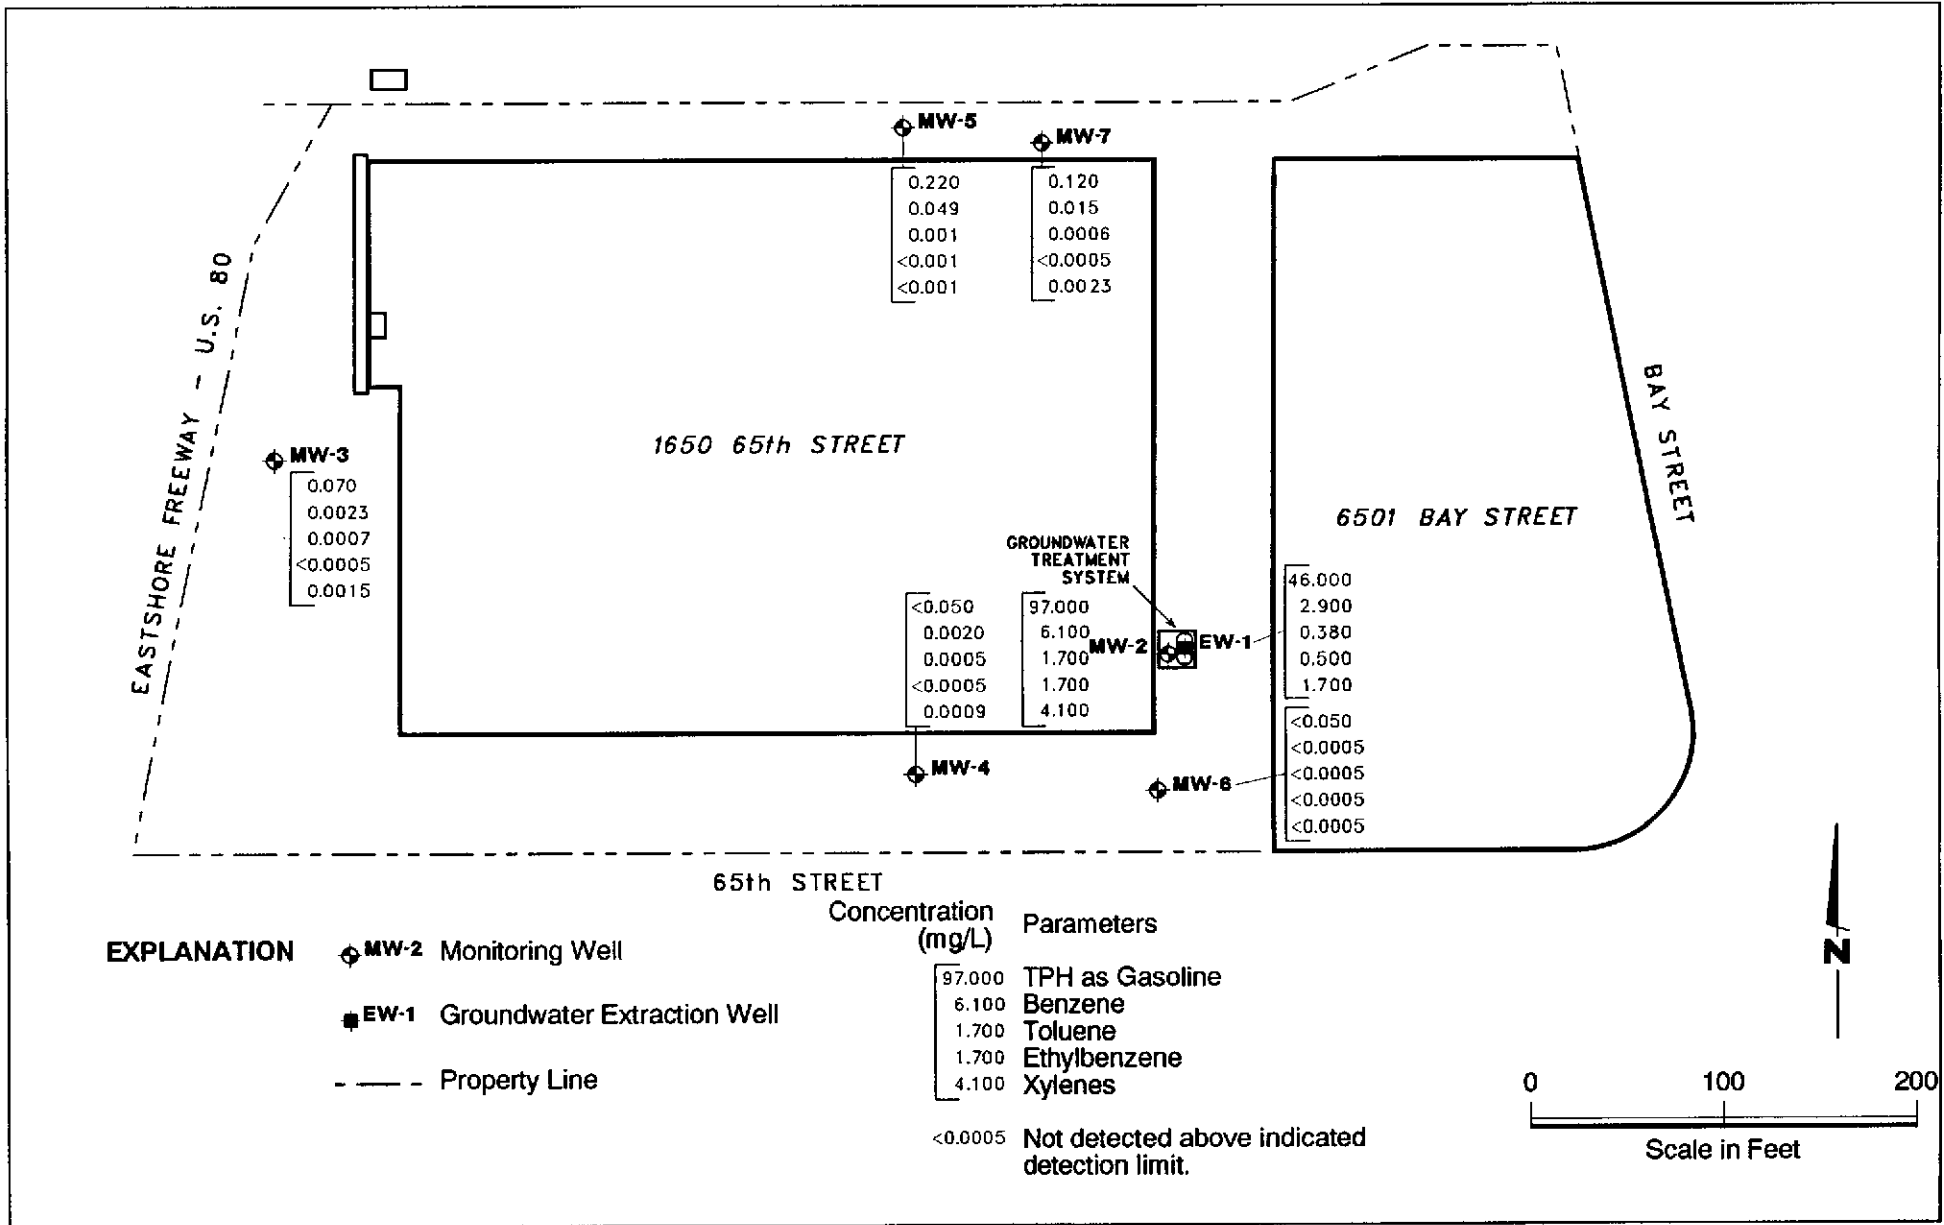 MW-5
MW-7
0.220
0.049
0.001
<0.001
<0.001
0.120
0.015
0.0006
<0.0005
0.0023
EASTSHORE FREEWAY - U.S. 80
MW-3
0.070
0.0023
0.0007
<0.0005
0.0015
1650 65th STREET
6501 BAY STREET
BAY STREET
GROUNDWATER
TREATMENT
SYSTEM
<0.050
0.0020
0.0005
<0.0005
0.0009
97.000
6.100
1.700
1.700
4.100
MW-2
EW-1
46.000
2.900
0.380
0.500
1.700
<0.050
<0.0005
<0.0005
<0.0005
<0.0005
MW-4
MW-6
65th STREET
EXPLANATION
MW-2 Monitoring Well
EW-1 Groundwater Extraction Well
Property Line
Concentration
(mg/L)
Parameters
97.000 TPH as Gasoline
6.100 Benzene
1.700 Toluene
1.700 Ethylbenzene
4.100 Xylenes
<0.0005 Not detected above indicated
detection limit.
N
0 100 200
Scale in Feet